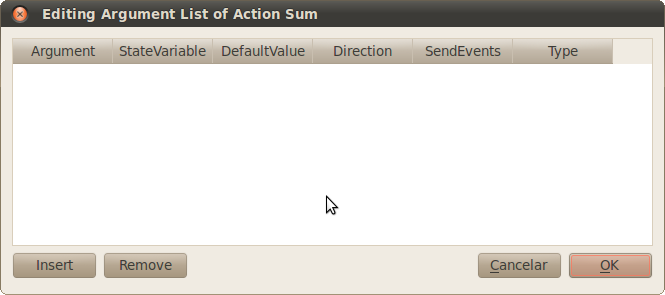 Editing Argument List of Action Sum
Argument StateVariable DefaultValue Direction SendEvents Type
Insert Remove Cancelar OK